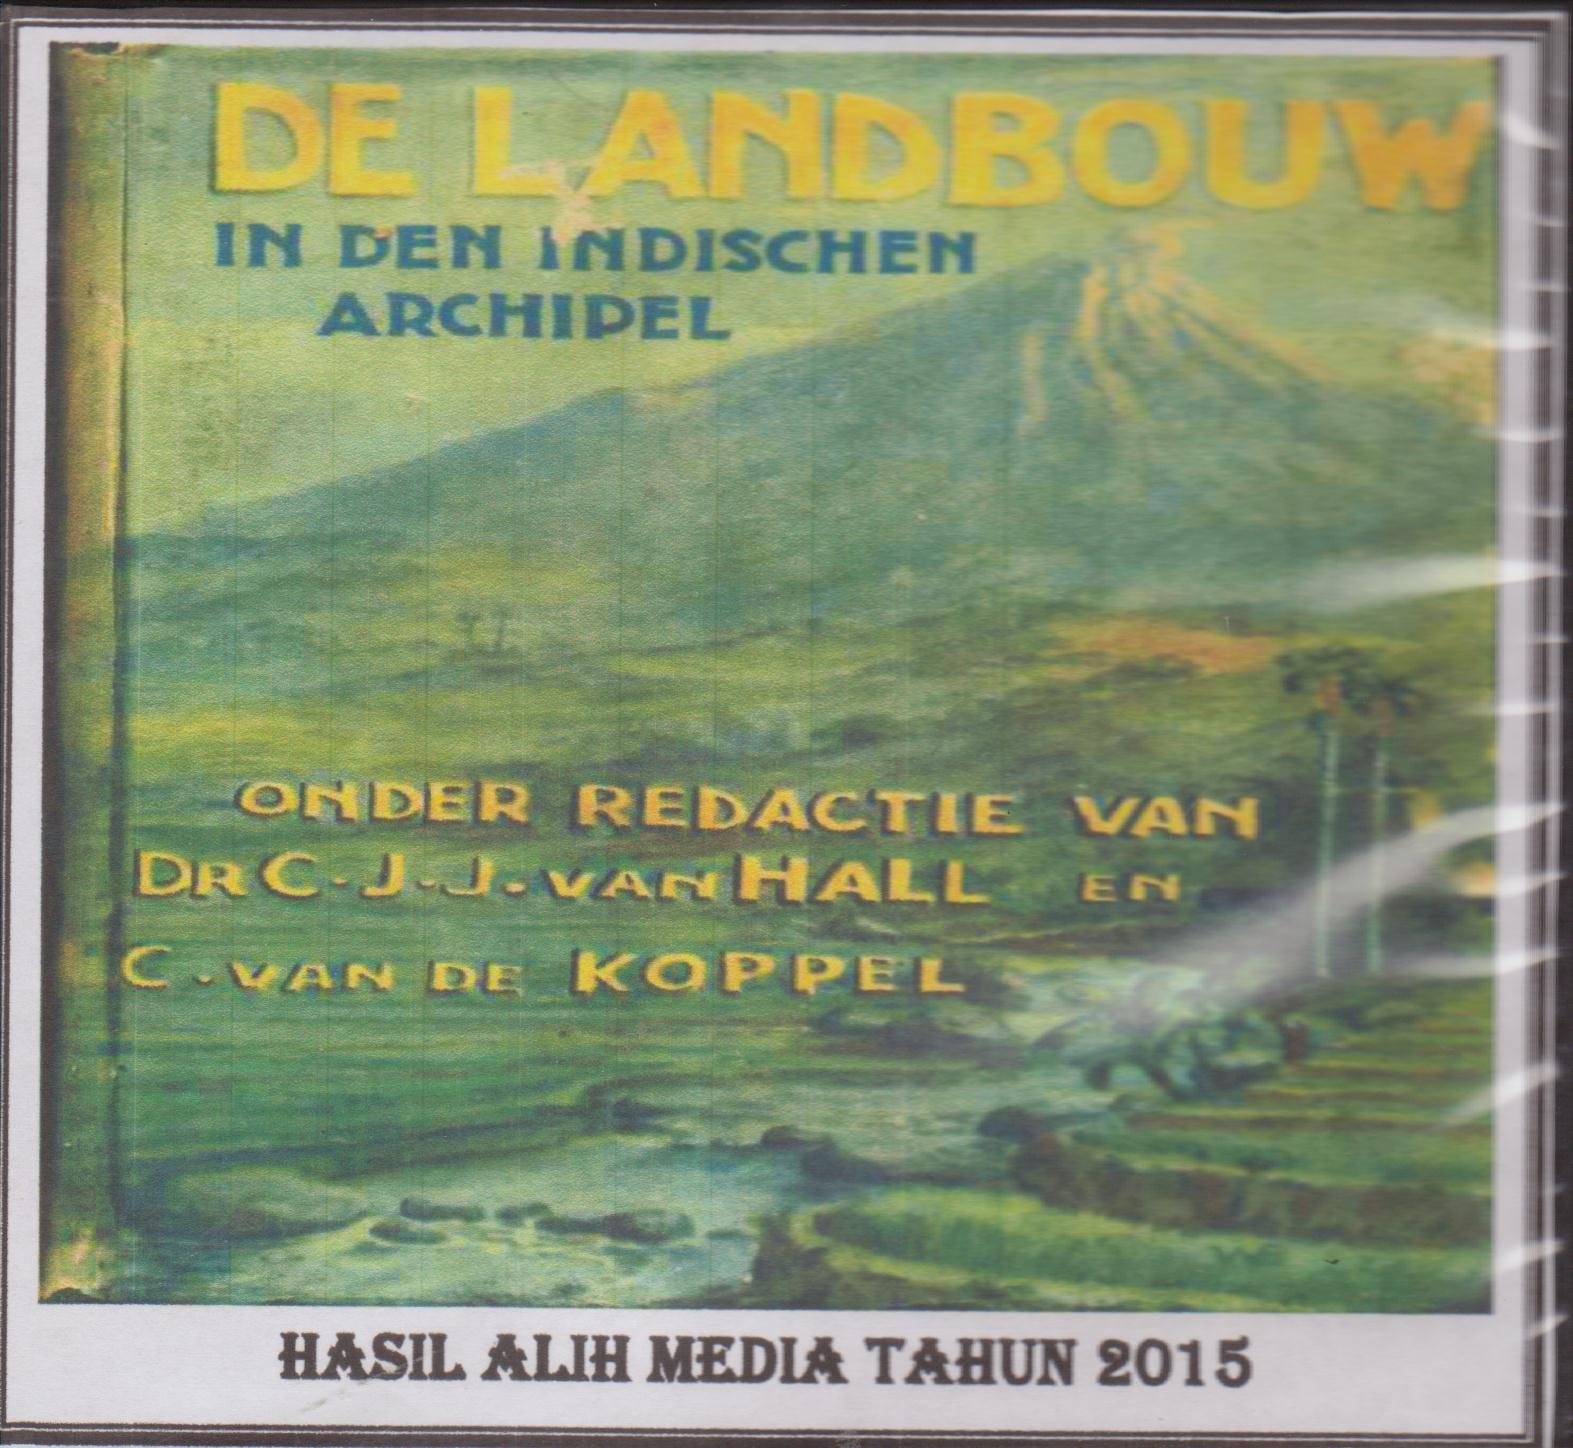 DE LANDBOUW
IN DEN INDISCHEN
ARCHIPEL
ONDER REDACTIE VAN
DR C. J. J. VAN HALL EN
C. VAN DE KOPPEL
HASIL ALIH MEDIA TAHUN 2015